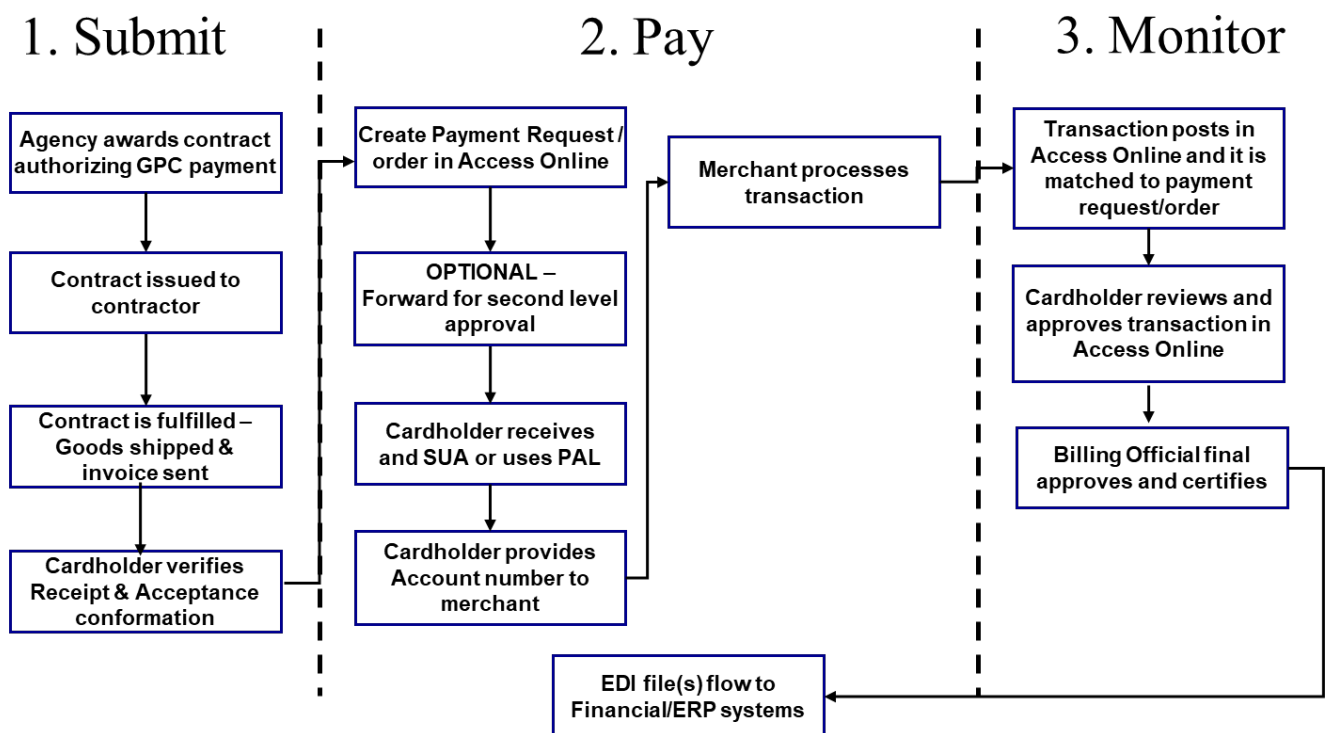 1. Submit
Agency awards contract
authorizing GPC payment
Contract issued to
contractor
Contract is fulfilled –
Goods shipped &
invoice sent
Cardholder verifies
Receipt & Acceptance
conformation
2. Pay
Create Payment Request /
order in Access Online
OPTIONAL –
Forward for second level
approval
Cardholder receives
and SUA or uses PAL
Cardholder provides
Account number to
merchant
Merchant processes
transaction
3. Monitor
Transaction posts in
Access Online and it is
matched to payment
request/order
Cardholder reviews and
approves transaction in
Access Online
Billing Official final
approves and certifies
EDI file(s) flow to
Financial/ERP systems